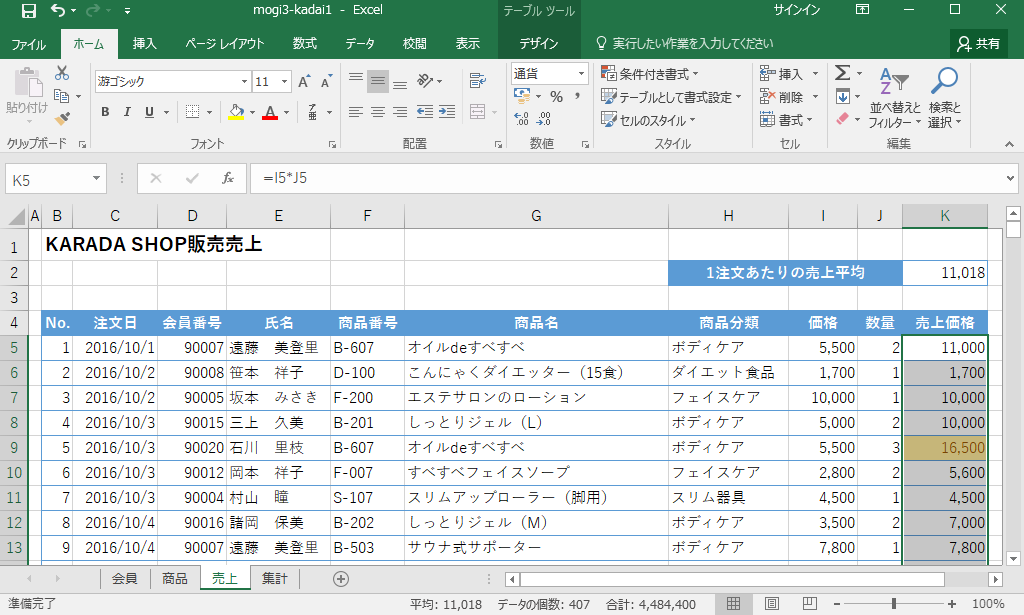 mogi3-kadai1 - Excel
テーブル ツール
サインイン
ファイル ホーム 挿入 ページ レイアウト 数式 データ 校閲 表示 デザイン 実行したい作業を入力してください 共有
貼り付け
游ゴシック 11
B I U
通貨
条件付き書式
テーブルとして書式設定
セルのスタイル
挿入
削除
書式
並べ替えと
フィルター
検索と
選択
クリップボード フォント 配置 数値 スタイル セル 編集
K5 fx =I5*J5
A B C D E F G H I J K
1 KARADA SHOP販売売上
2 1注文あたりの売上平均 11,018
3
4 No. 注文日 会員番号 氏名 商品番号 商品名 商品分類 価格 数量 売上価格
5 1 2016/10/1 90007 遠藤 美登里 B-607 オイルdeすべすべ ボディケア 5,500 2 11,000
6 2 2016/10/2 90008 笹本 祥子 D-100 こんにゃくダイエッター（15食） ダイエット食品 1,700 1 1,700
7 3 2016/10/2 90005 坂本 みさき F-200 エステサロンのローション フェイスケア 10,000 1 10,000
8 4 2016/10/3 90015 三上 久美 B-201 しっとりジェル（L） ボディケア 5,000 2 10,000
9 5 2016/10/3 90020 石川 里枝 B-607 オイルdeすべすべ ボディケア 5,500 3 16,500
10 6 2016/10/3 90012 岡本 祥子 F-007 すべすべフェイスソープ フェイスケア 2,800 2 5,600
11 7 2016/10/3 90004 村山 瞳 S-107 スリムアップローラー（脚用） スリム器具 4,500 1 4,500
12 8 2016/10/4 90016 諸岡 保美 B-202 しっとりジェル（M） ボディケア 3,500 2 7,000
13 9 2016/10/4 90007 遠藤 美登里 B-503 サウナ式サポーター ボディケア 7,800 1 7,800
会員 商品 売上 集計
準備完了 平均: 11,018 データの個数: 407 合計: 4,484,400 100%